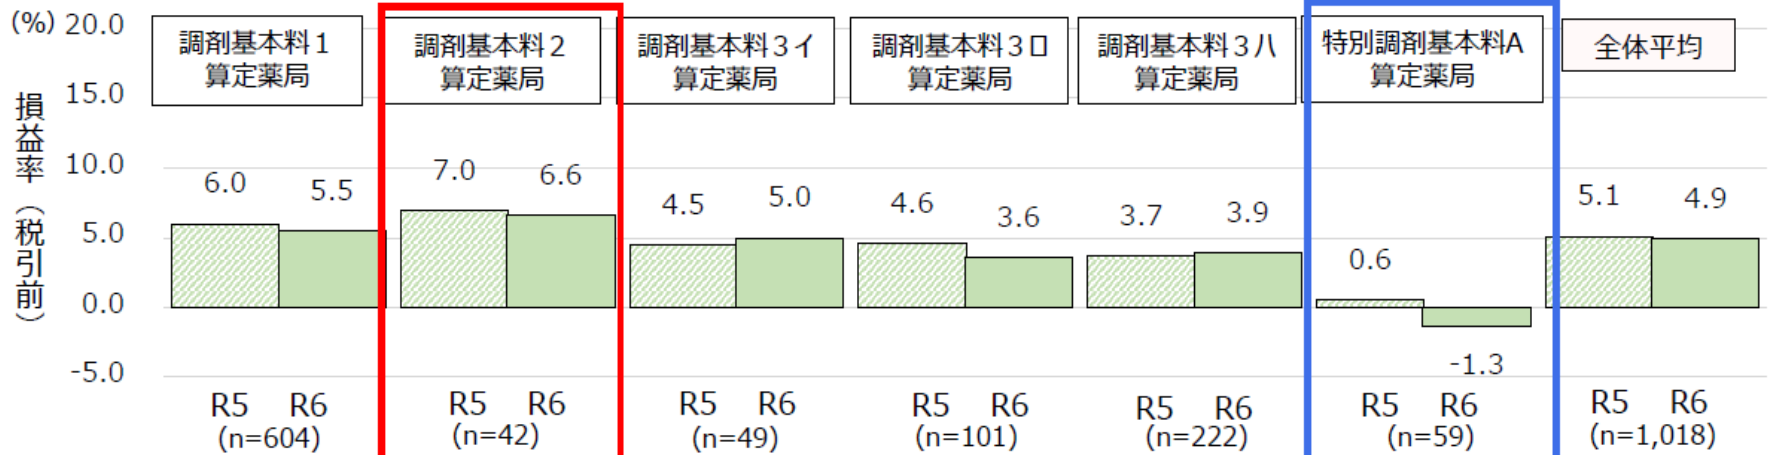 (%)
20.0
15.0
10.0
5.0
0.0
-5.0
損益率（税引前）
調剤基本料１
算定薬局
6.0 5.5
R5 R6
(n=604)
調剤基本料２
算定薬局
7.0 6.6
R5 R6
(n=42)
調剤基本料３イ
算定薬局
4.5 5.0
R5 R6
(n=49)
調剤基本料３ロ
算定薬局
4.6 3.6
R5 R6
(n=101)
調剤基本料３ハ
算定薬局
3.7 3.9
R5 R6
(n=222)
特別調剤基本料A
算定薬局
0.6 -1.3
R5 R6
(n=59)
全体平均
5.1 4.9
R5 R6
(n=1,018)